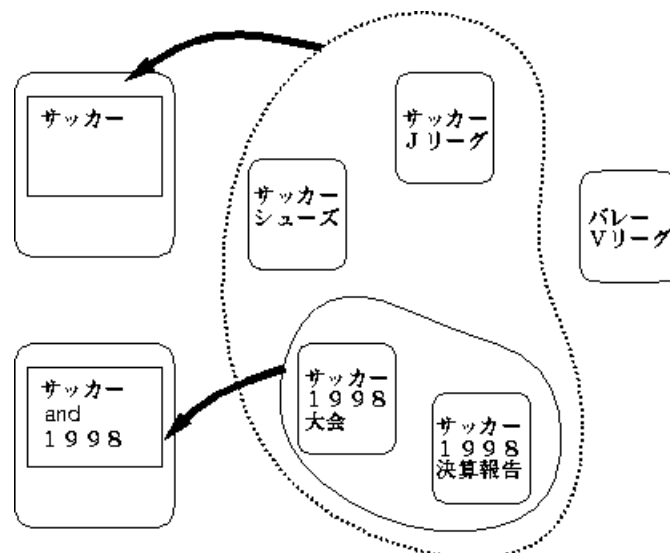 サッカー
サッカー
Ｊリーグ
サッカー
シューズ
バレー
Ｖリーグ
サッカー
and
１９９８
サッカー
１９９８
大会
サッカー
１９９８
決算報告